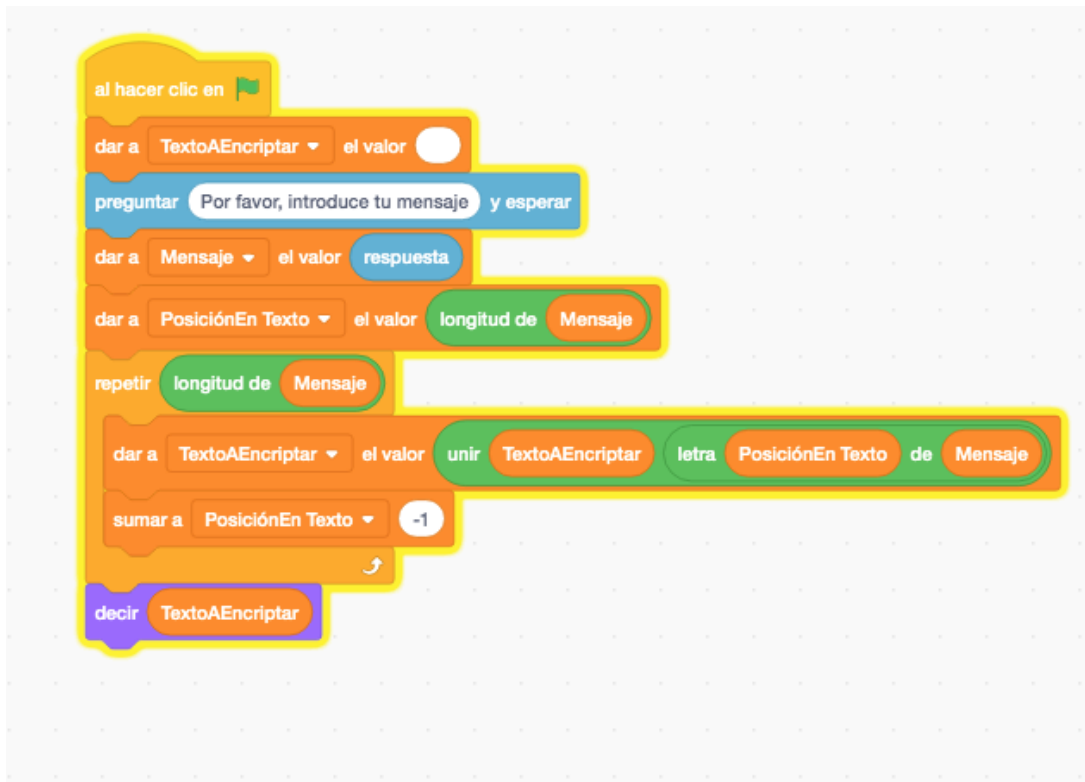 al hacer clic en
dar a TextoAEncriptar el valor
preguntar Por favor, introduce tu mensaje y esperar
dar a Mensaje el valor respuesta
dar a PosiciónEn Texto el valor longitud de Mensaje
repetir longitud de Mensaje
dar a TextoAEncriptar el valor unir TextoAEncriptar letra PosiciónEn Texto de Mensaje
sumar a PosiciónEn Texto -1
decir TextoAEncriptar